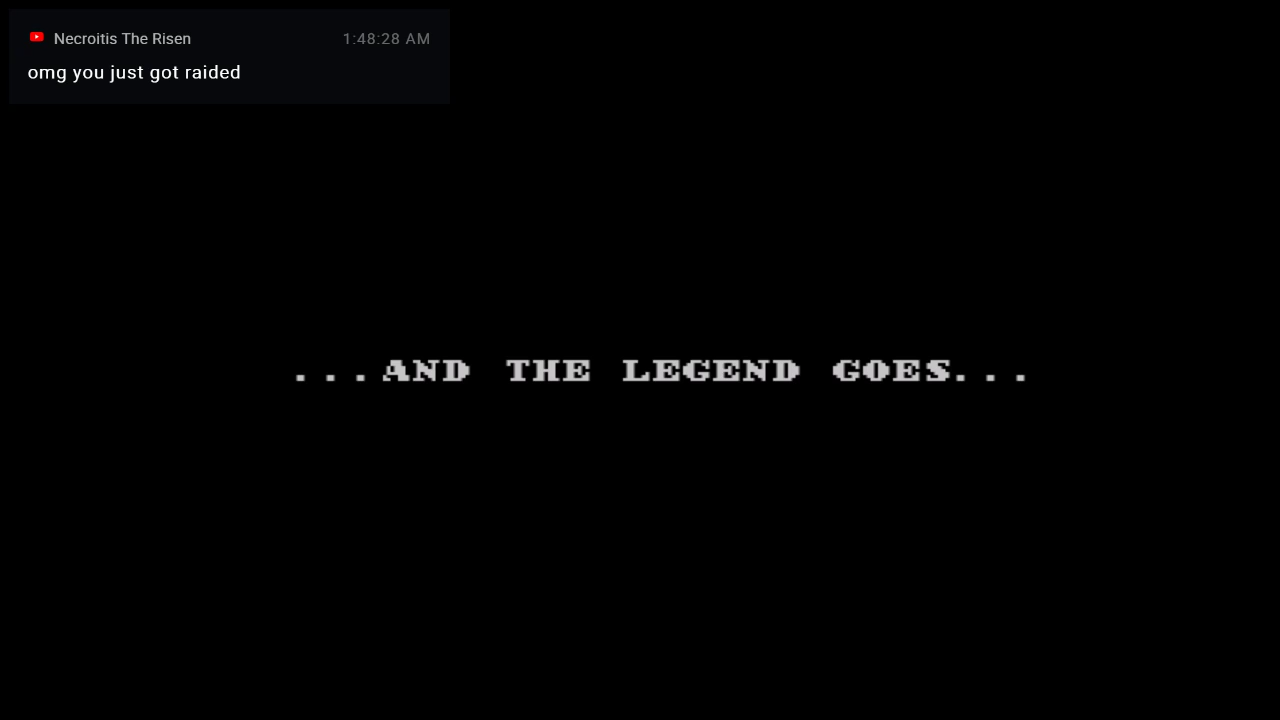 Necroitis The Risen 1:48:28 AM
omg you just got raided
...AND THE LEGEND GOES...